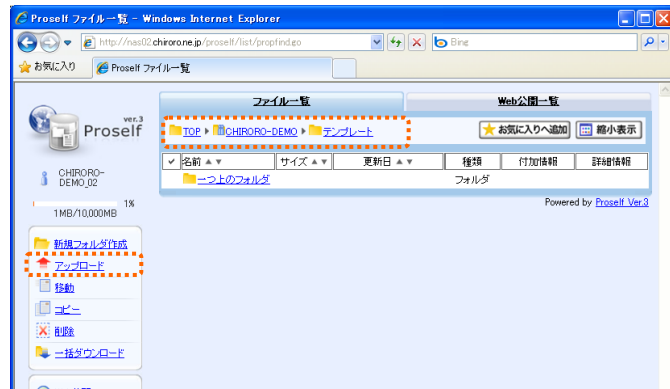 Proself ファイル一覧 - Windows Internet Explorer
http://nas02.chiroro.ne.jp/proself/list/propfind.go
Bing
お気に入り
Proself ファイル一覧
ファイル一覧
Web公開一覧
ver.3
Proself
TOP
CHIRORO-DEMO
テンプレート
お気に入りへ追加
縮小表示
名前 ▲ ▼
サイズ ▲ ▼
更新日 ▲ ▼
種類
付加情報
詳細情報
一つ上のフォルダ
フォルダ
CHIRORO-
DEMO_02
Powered by Proself Ver.3
1%
1MB/10,000MB
新規フォルダ作成
アップロード
移動
コピー
削除
一括ダウンロード